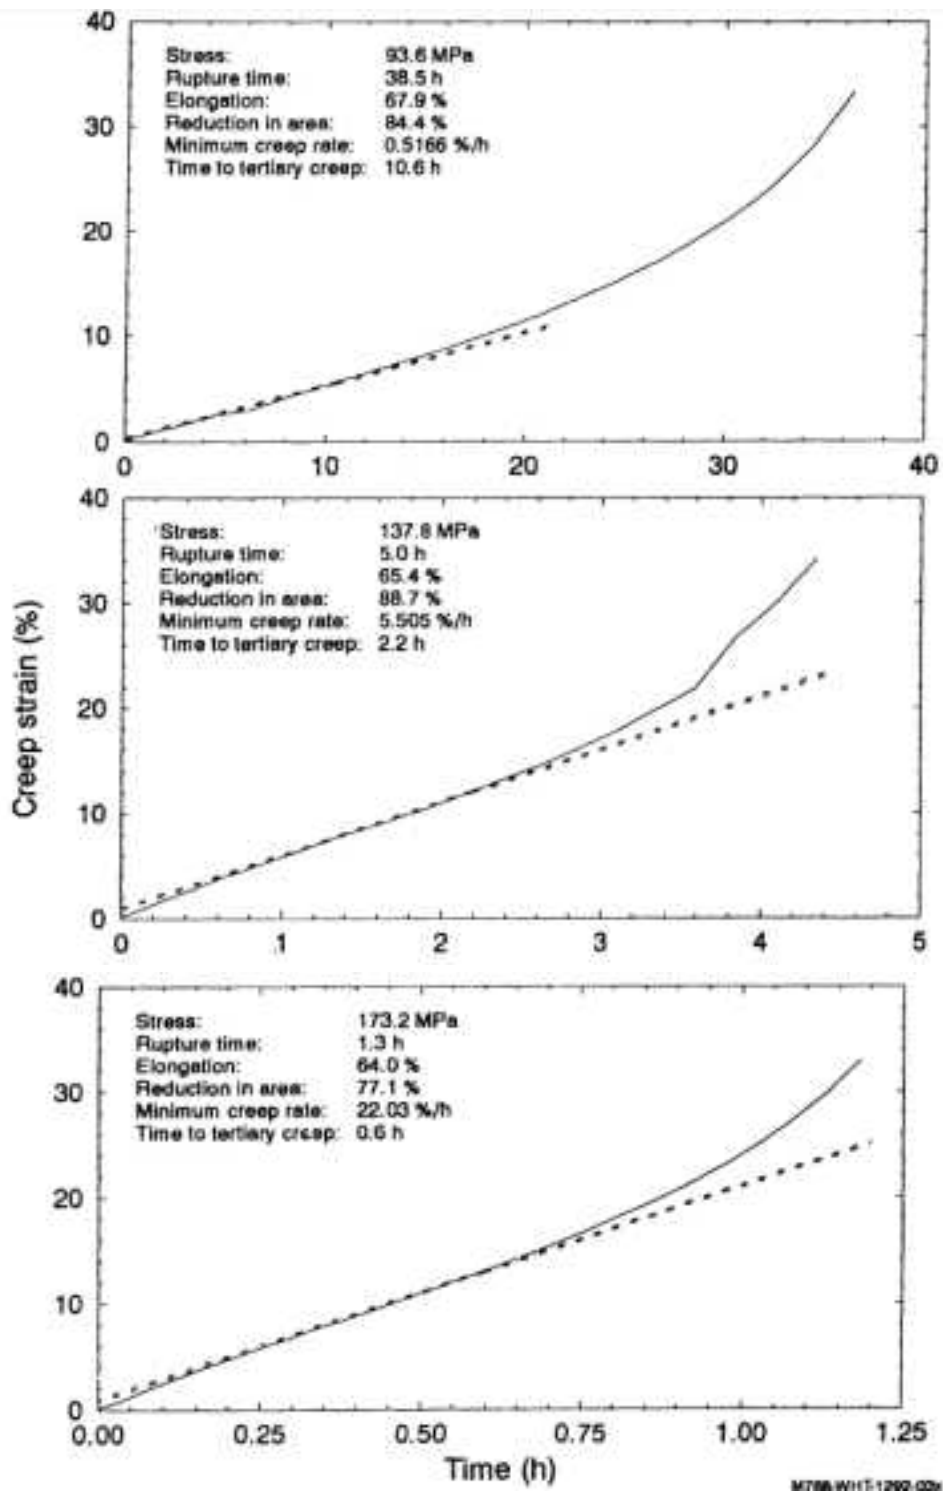 40
Stress: 93.6 MPa
Rupture time: 38.5 h
Elongation: 67.9 %
Reduction in area: 84.4 %
Minimum creep rate: 0.5166 %/h
Time to tertiary creep: 10.6 h
30
20
10
0
0 10 20 30 40
40
Stress: 137.8 MPa
Rupture time: 5.0 h
Elongation: 65.4 %
Reduction in area: 88.7 %
Minimum creep rate: 5.505 %/h
Time to tertiary creep: 2.2 h
30
20
10
0
0 1 2 3 4 5
Creep strain (%)
40
Stress: 173.2 MPa
Rupture time: 1.3 h
Elongation: 64.0 %
Reduction in area: 77.1 %
Minimum creep rate: 22.03 %/h
Time to tertiary creep: 0.6 h
30
20
10
0
0.00 0.25 0.50 0.75 1.00 1.25
Time (h)